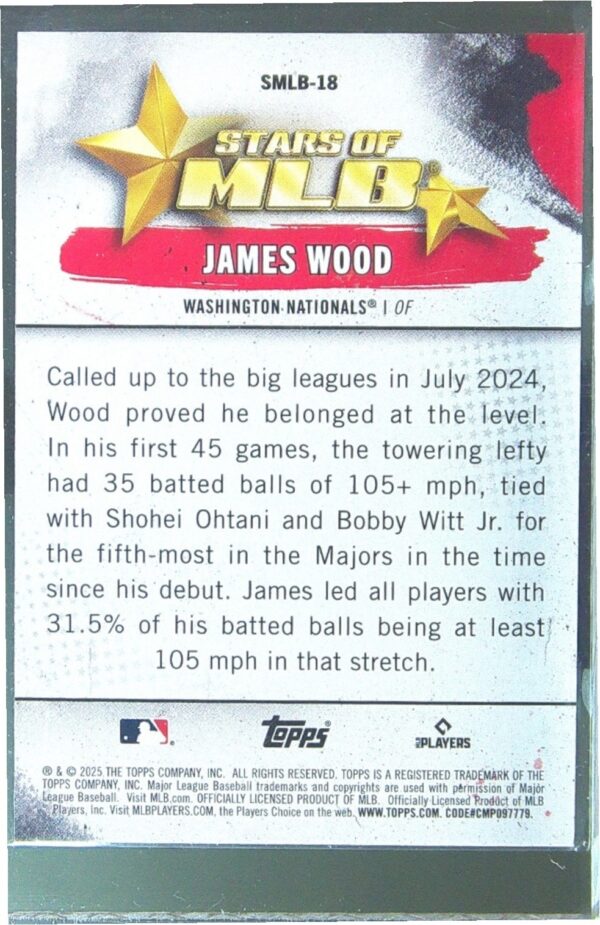 SMLB-18
STARS OF
MLB®
JAMES WOOD
WASHINGTON NATIONALS® | OF
Called up to the big leagues in July 2024,
Wood proved he belonged at the level.
In his first 45 games, the towering lefty
had 35 batted balls of 105+ mph, tied
with Shohei Ohtani and Bobby Witt Jr. for
the fifth-most in the Majors in the time
since his debut. James led all players with
31.5% of his batted balls being at least
105 mph in that stretch.
topps®
MLBPLAYERS
® & © 2025 THE TOPPS COMPANY, INC. ALL RIGHTS RESERVED. TOPPS IS A REGISTERED TRADEMARK OF THE
TOPPS COMPANY, INC. Major League Baseball trademarks and copyrights are used with permission of Major
League Baseball. Visit MLB.com. OFFICIALLY LICENSED PRODUCT OF MLB. Officially Licensed Product of MLB
Players, Inc. Visit MLBPLAYERS.COM, the Players Choice on the web. WWW.TOPPS.COM. CODE#CMP097779.